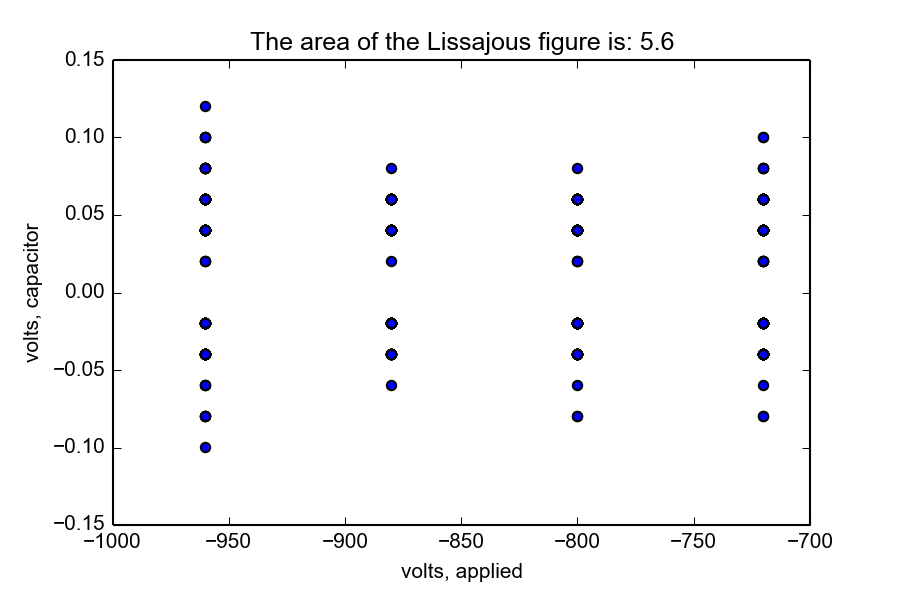 The area of the Lissajous figure is: 5.6
0.15
0.10
0.05
0.00
−0.05
−0.10
−0.15
volts, capacitor
−1000 −950 −900 −850 −800 −750 −700
volts, applied